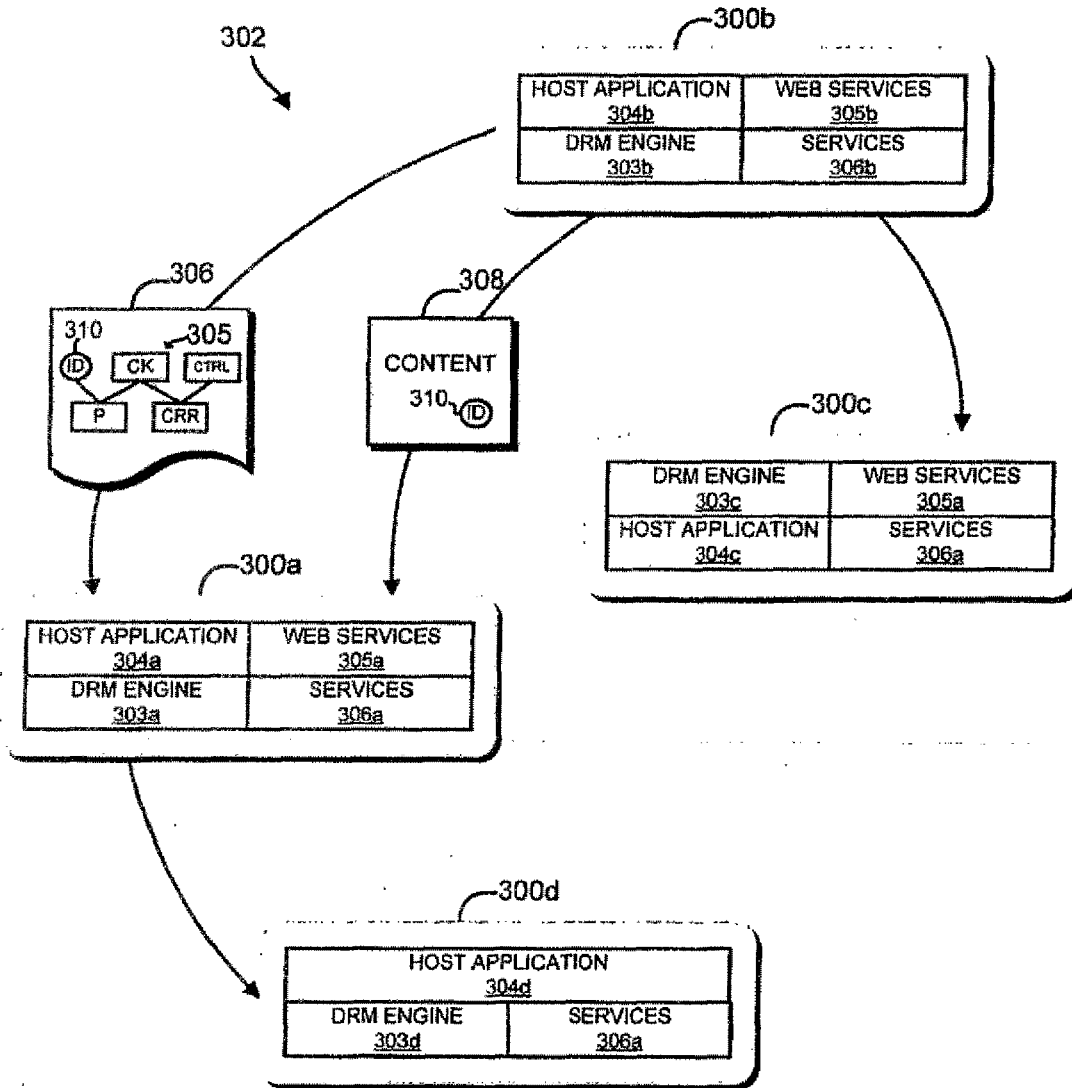 302
300b
HOST APPLICATION WEB SERVICES
304b 305b
DRM ENGINE SERVICES
303b 306b
306
310 305
ID CK CTRL
P CRR
308
CONTENT
310 ID
300c
DRM ENGINE WEB SERVICES
303c 305a
HOST APPLICATION SERVICES
304c 306a
300a
HOST APPLICATION WEB SERVICES
304a 305a
DRM ENGINE SERVICES
303a 306a
300d
HOST APPLICATION
304d
DRM ENGINE SERVICES
303d 306a